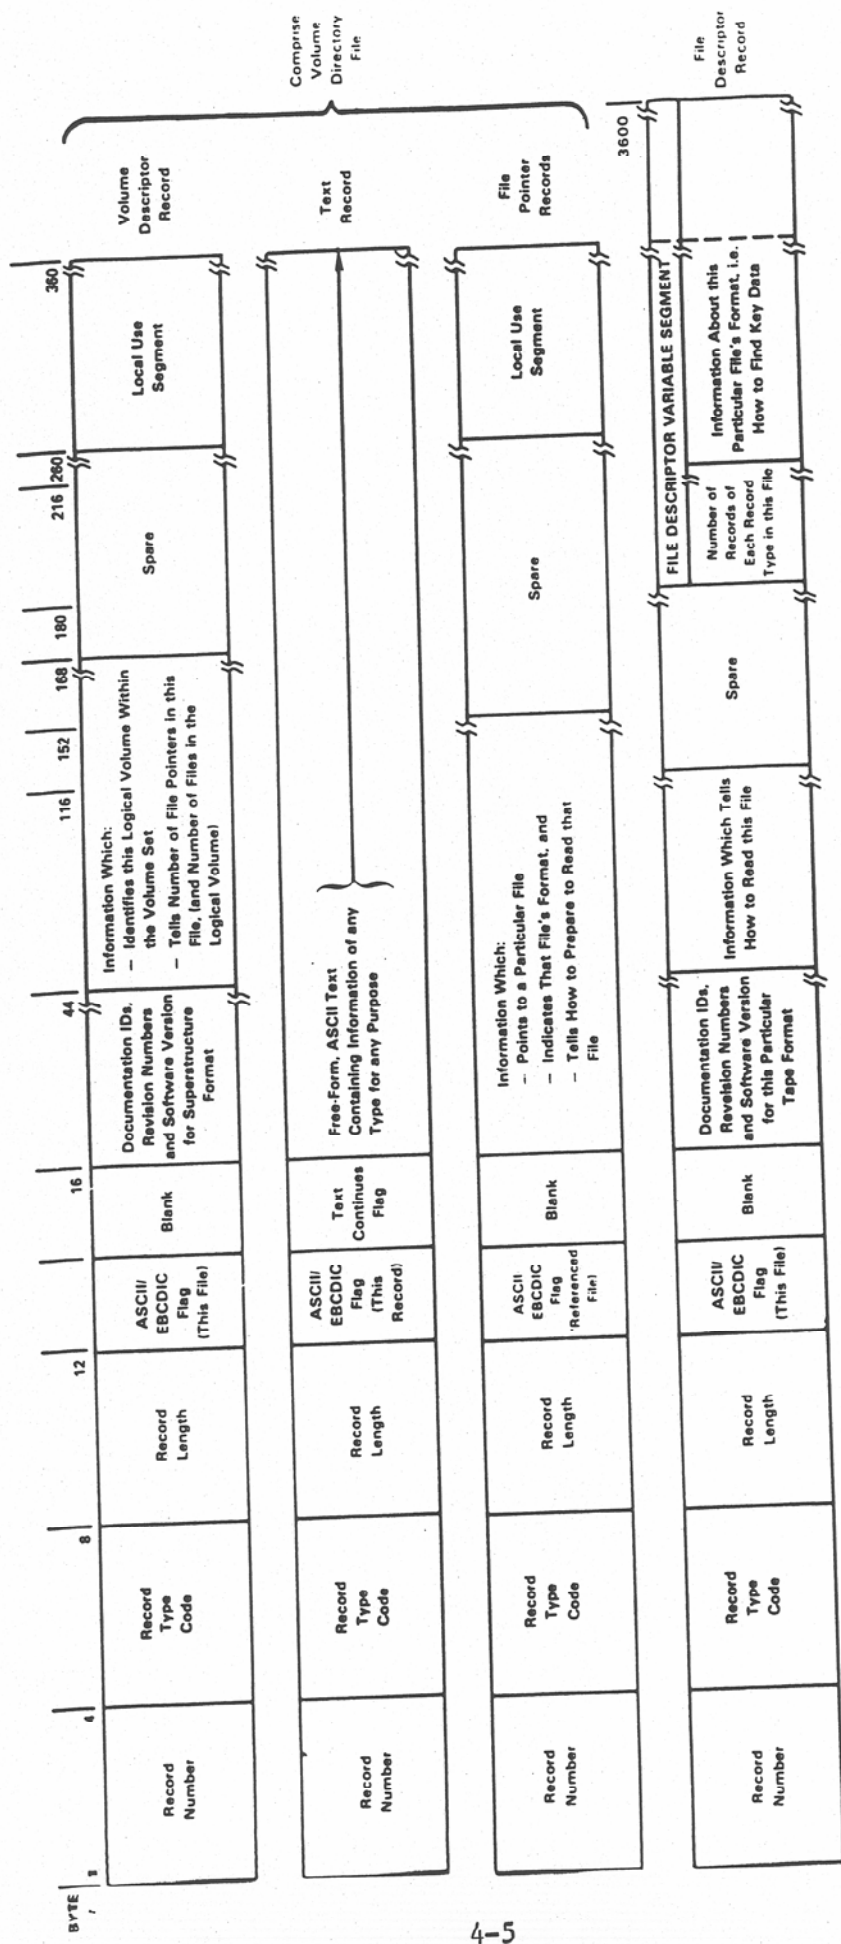 BYTE
1
4
8
12
16
44
116
152
168
180
216
260
360
Record
Number
Record
Type
Code
Record
Length
ASCII/
EBCDIC
Flag
(This File)
Blank
Documentation IDs,
Revision Numbers
and Software Version
for Superstructure
Format
Information Which:
– Identifies this Logical Volume Within
the Volume Set
– Tells Number of File Pointers in this
File, (and Number of Files in the
Logical Volume)
Spare
Local Use
Segment
Volume
Descriptor
Record
Record
Number
Record
Type
Code
Record
Length
ASCII/
EBCDIC
Flag
(This
Record)
Text
Continues
Flag
Free-Form, ASCII Text
Containing Information of any
Type for any Purpose
Text
Record
Comprise
Volume
Directory
File
Record
Number
Record
Type
Code
Record
Length
ASCII
EBCDIC
Flag
'Referenced
File)
Blank
Information Which:
– Points to a Particular File
– Indicates That File's Format, and
– Tells How to Prepare to Read that
File
Spare
Local Use
Segment
File
Pointer
Records
3600
Record
Number
Record
Type
Code
Record
Length
ASCII/
EBCDIC
Flag
(This File)
Blank
Documentation IDs,
Revision Numbers
and Software Version
for this Particular
Tape Format
Information Which Tells
How to Read this File
Spare
FILE DESCRIPTOR VARIABLE SEGMENT
Number of
Records of
Each Record
Type in this File
Information About this
Particular File's Format, i.e.
How to Find Key Data
File
Descriptor
Record
4-5